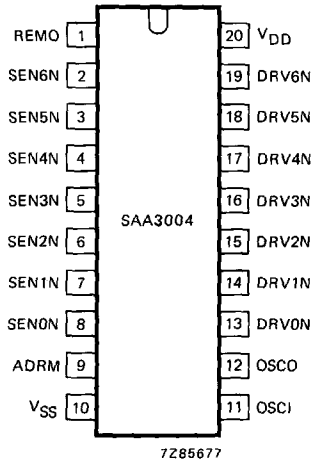 REMO 1 20 VDD
SEN6N 2 19 DRV6N
SEN5N 3 18 DRV5N
SEN4N 4 17 DRV4N
SEN3N 5 16 DRV3N
SAA3004
SEN2N 6 15 DRV2N
SEN1N 7 14 DRV1N
SEN0N 8 13 DRV0N
ADRM 9 12 OSCO
VSS 10 11 OSCI
7Z85677